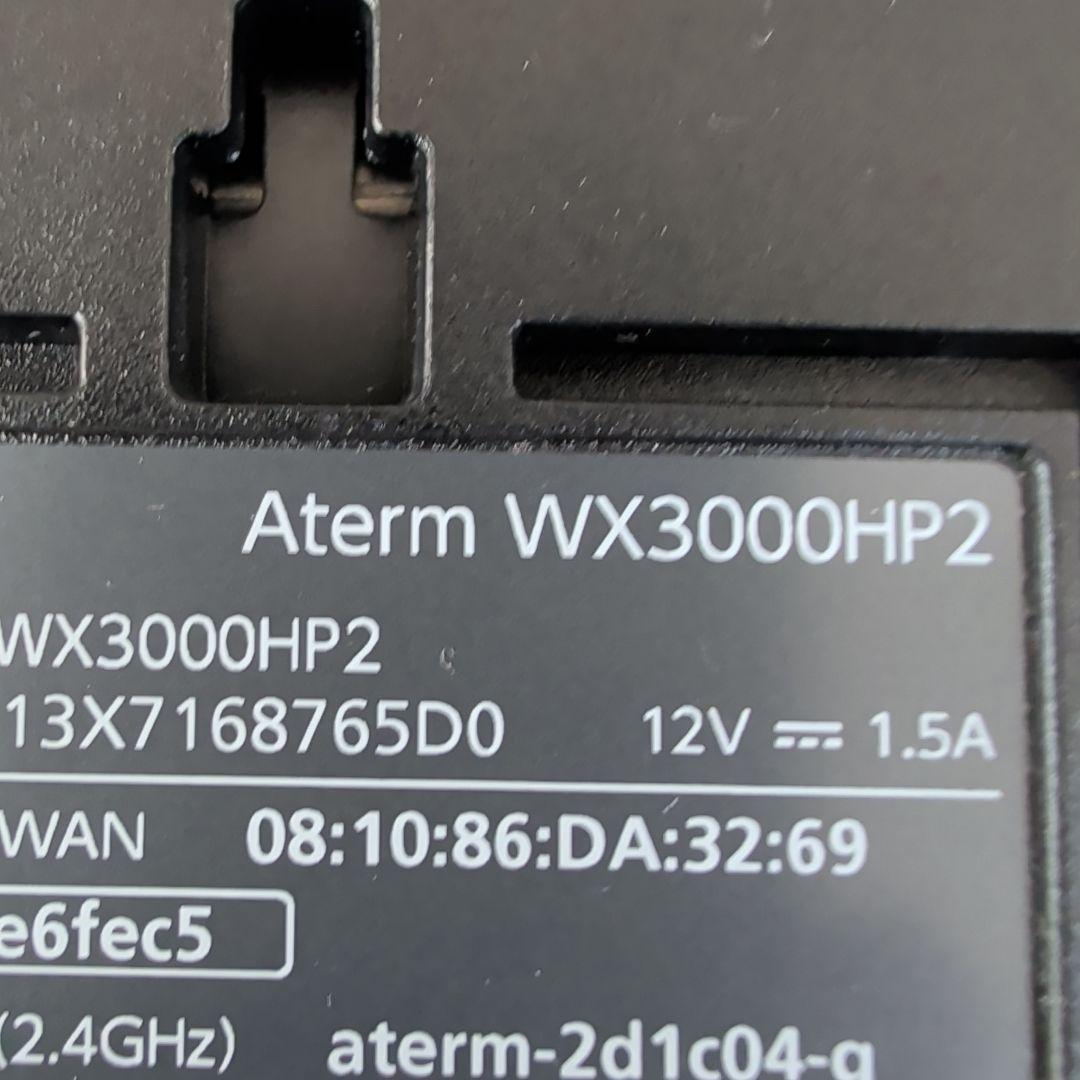 Aterm WX3000HP2
WX3000HP2
13X7168765D0 12V ⎓ 1.5A
WAN 08:10:86:DA:32:69
e6fec5
(2.4GHz) aterm-2d1c04-g